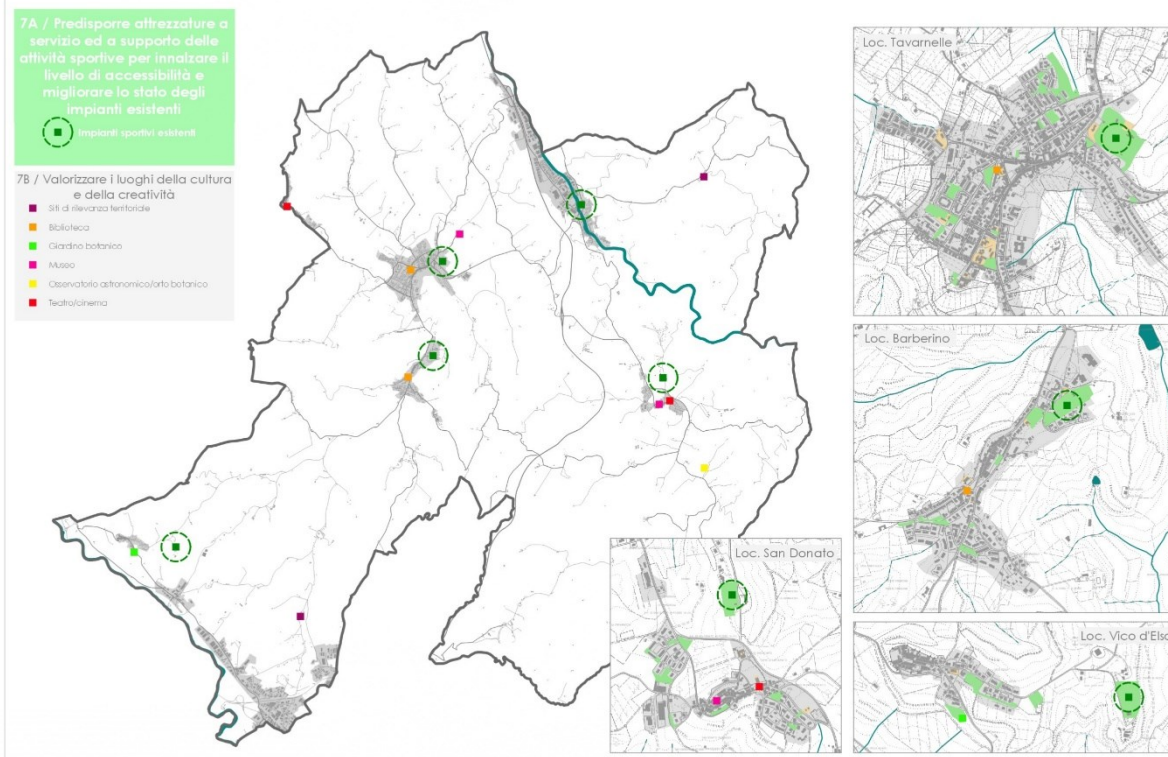 7A / Predisporre attrezzature a
servizio ed a supporto delle
attività sportive per innalzare il
livello di accessibilità e
migliorare lo stato degli
impianti esistenti
Impianti sportivi esistenti
7B / Valorizzare i luoghi della cultura
e della creatività
Siti di rilevanza territoriale
Biblioteca
Giardino botanico
Museo
Osservatorio astronomico/orto botanico
Teatro/cinema
Loc. Tavarnelle
Loc. Barberino
Loc. San Donato
Loc. Vico d'Elsa